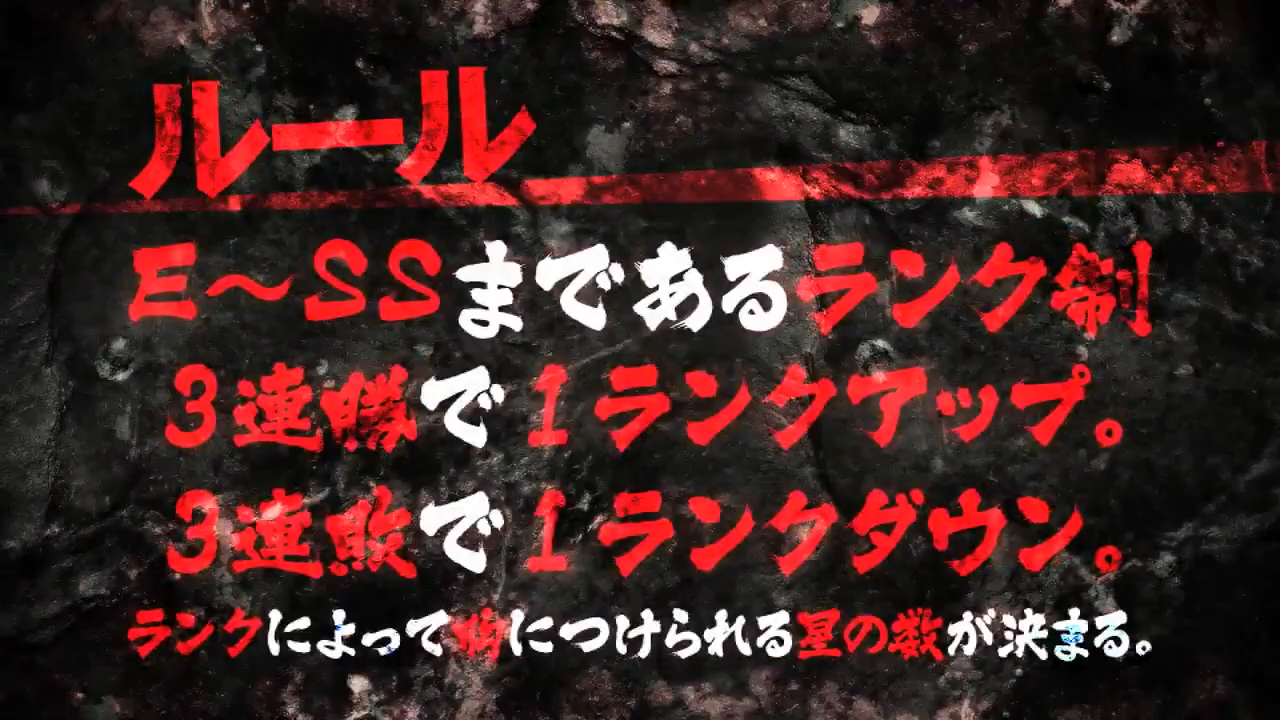 ルール
E～SSまであるランク制
3連勝で1ランクアップ。
3連敗で1ランクダウン。
ランクによって胸につけられる星の数が決まる。